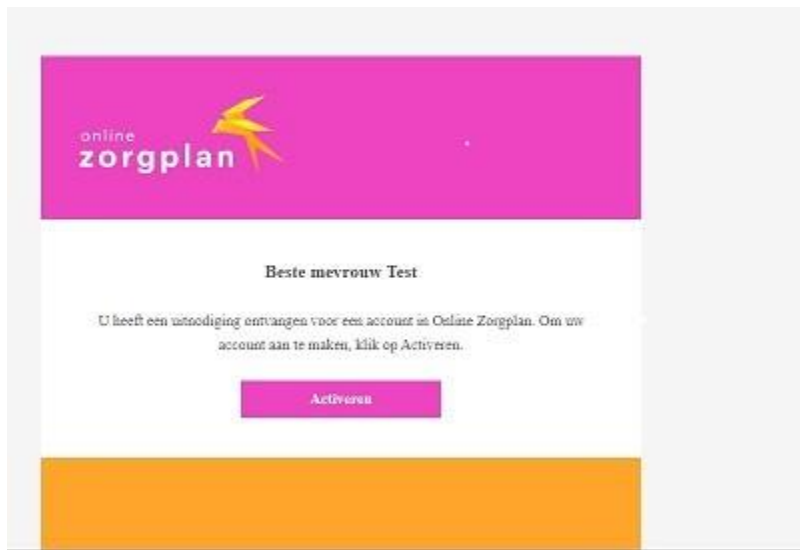 online
zorgplan
Beste mevrouw Test
U heeft een uitnodiging ontvangen voor een account in Online Zorgplan. Om uw
account aan te maken, klik op Activeren.
Activeren